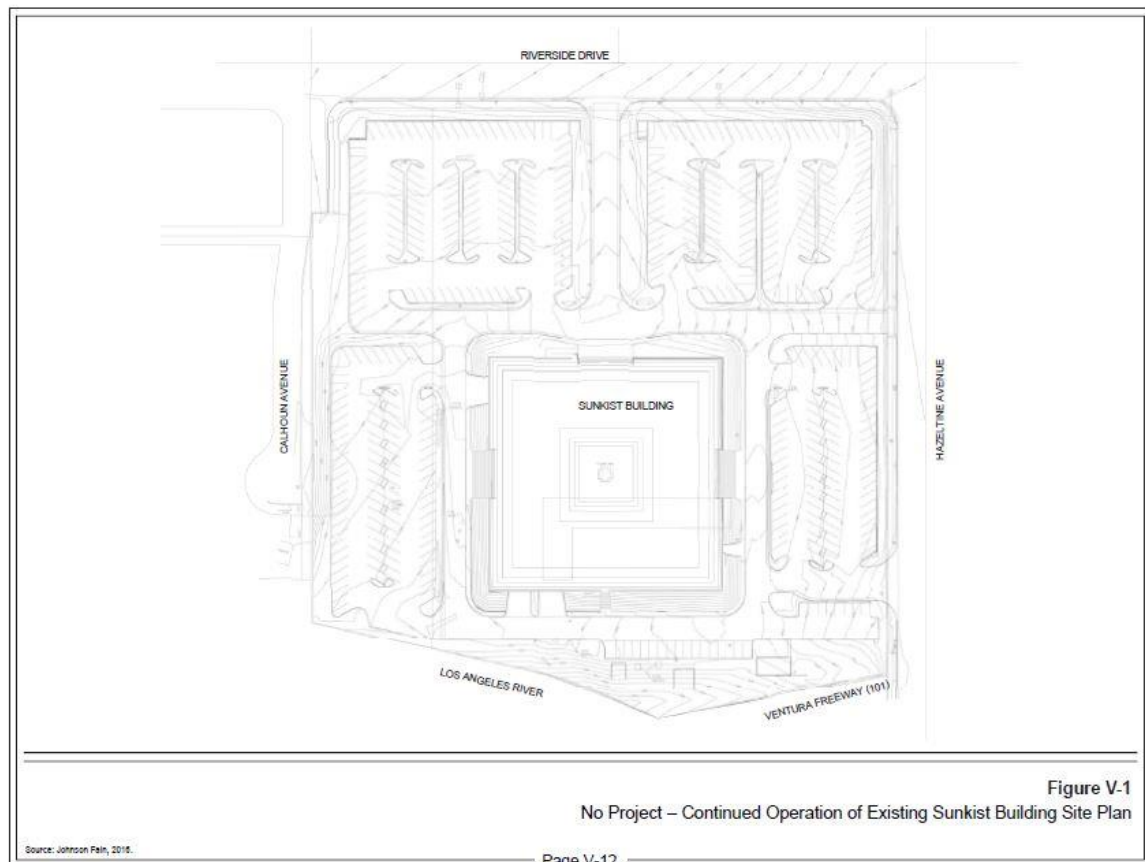 RIVERSIDE DRIVE
CALHOUN AVENUE
SUNKIST BUILDING
HAZELTINE AVENUE
LOS ANGELES RIVER
VENTURA FREEWAY (101)
Figure V-1
No Project – Continued Operation of Existing Sunkist Building Site Plan
Source: Johnson Fain, 2016.
Page V-12